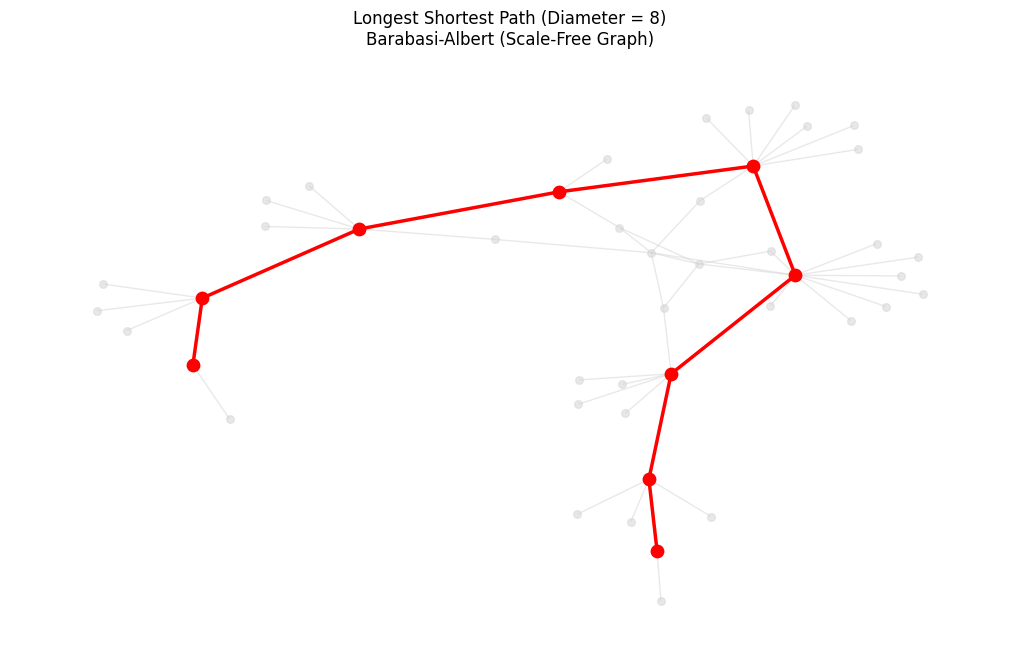 Longest Shortest Path (Diameter = 8)
Barabasi-Albert (Scale-Free Graph)